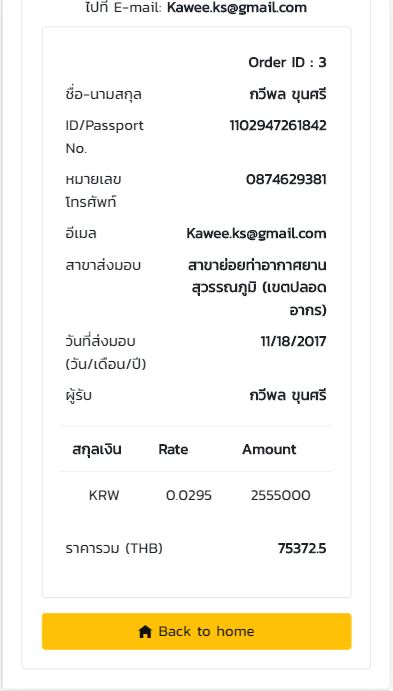 ไปที่ E-mail: Kawee.ks@gmail.com
Order ID : 3
ชื่อ-นามสกุล กวีพล ขุนศรี
ID/Passport No. 1102947261842
หมายเลขโทรศัพท์ 0874629381
อีเมล Kawee.ks@gmail.com
สาขาส่งมอบ สาขาย่อยท่าอากาศยาน
สุวรรณภูมิ (เขตปลอด
อากร)
วันที่ส่งมอบ 11/18/2017
(วัน/เดือน/ปี)
ผู้รับ กวีพล ขุนศรี
สกุลเงิน Rate Amount
KRW 0.0295 2555000
ราคารวม (THB) 75372.5
Back to home